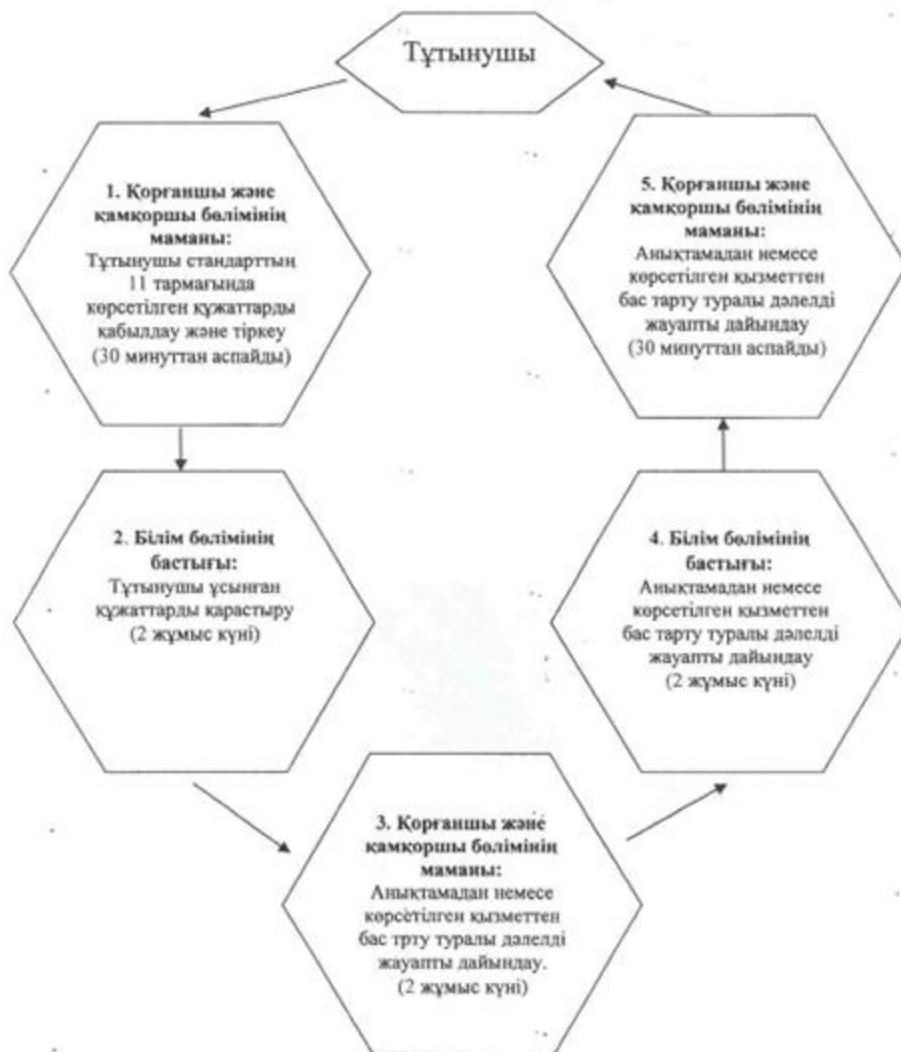 Тұтынушы
1. Қорғаншы және
қамқоршы бөлімінің
маманы:
Тұтынушы стандарттың
11 тармағында
көрсетілген құжаттарды
қабылдау және тіркеу
(30 минуттан аспайды)
2. Білім бөлімінің
бастығы:
Тұтынушы ұсынған
құжаттарды қарастыру
(2 жұмыс күні)
3. Қорғаншы және
қамқоршы бөлімінің
маманы:
Анықтамадан немесе
көрсетілген қызметтен
бас трту туралы дәлелді
жауапты дайындау.
(2 жұмыс күні)
4. Білім бөлімінің
бастығы:
Анықтамадан немесе
көрсетілген қызметтен
бас тарту туралы дәлелді
жауапты дайындау
(2 жұмыс күні)
5. Қорғаншы және
қамқоршы бөлімінің
маманы:
Анықтамадан немесе
көрсетілген қызметтен
бас тарту туралы дәлелді
жауапты дайындау
(30 минуттан аспайды)